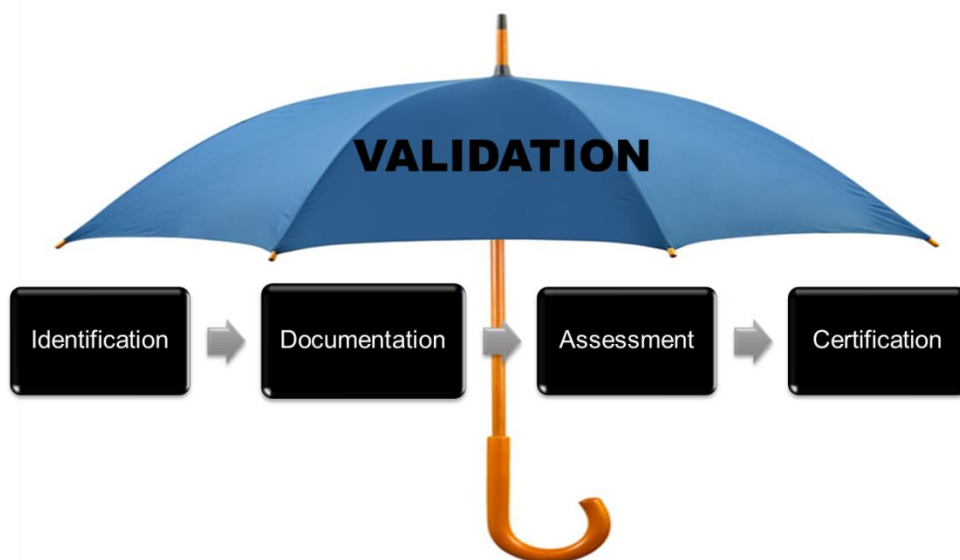 VALIDATION
Identification
Documentation
Assessment
Certification